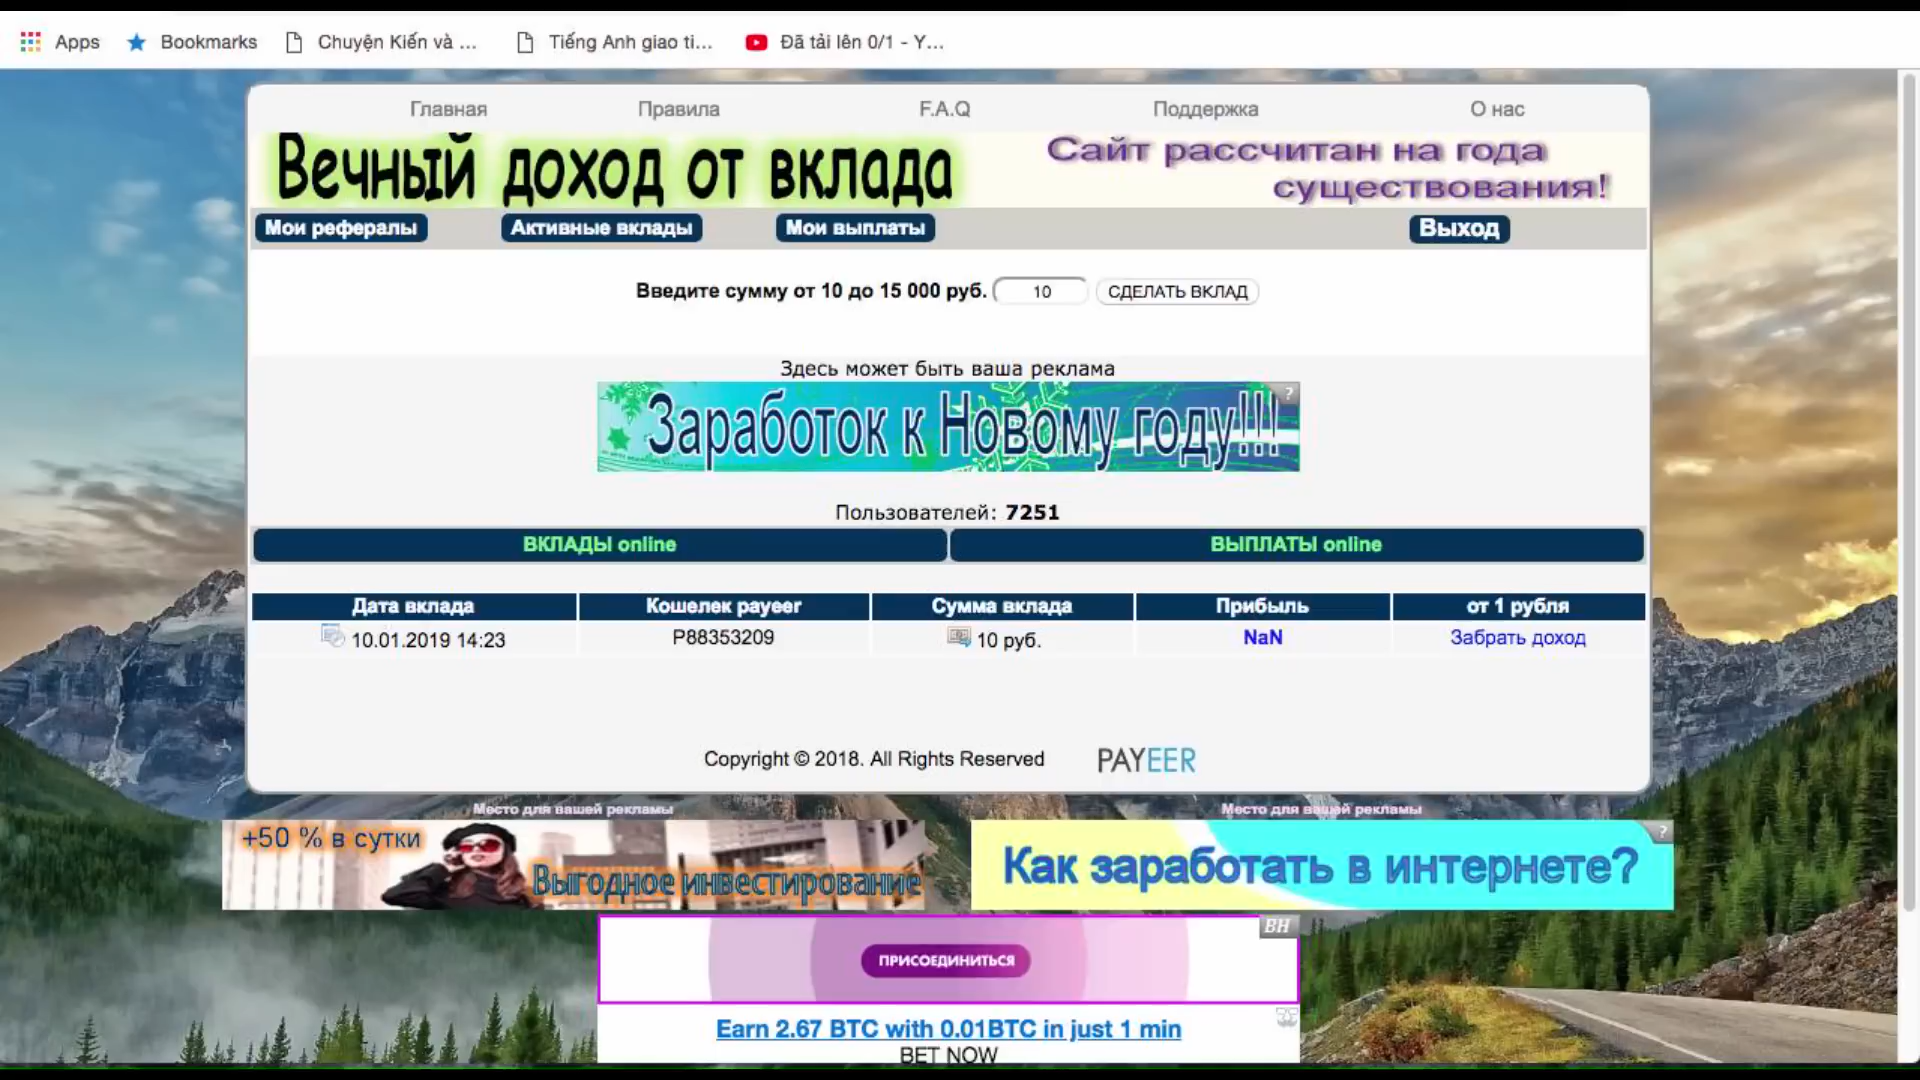 Apps
Bookmarks
Chuyện Kiến và ...
Tiếng Anh giao ti...
Đã tải lên 0/1 - Y...
Главная
Правила
F.A.Q
Поддержка
О нас
Вечный доход от вклада
Сайт рассчитан на года
существования!
Мои рефералы
Активные вклады
Мои выплаты
Выход
Введите сумму от 10 до 15 000 руб.
10
СДЕЛАТЬ ВКЛАД
Здесь может быть ваша реклама
Заработок к Новому году!!!
?
Пользователей: 7251
ВКЛАДЫ online
ВЫПЛАТЫ online
Дата вклада
Кошелек payeer
Сумма вклада
Прибыль
от 1 рубля
10.01.2019 14:23
P88353209
10 руб.
NaN
Забрать доход
Copyright © 2018. All Rights Reserved
PAYEER
Место для вашей рекламы
Место для вашей рекламы
+50 % в сутки
Выгодное инвестирование
Как заработать в интернете?
?
BH
ПРИСОЕДИНИТЬСЯ
Earn 2.67 BTC with 0.01BTC in just 1 min
BET NOW